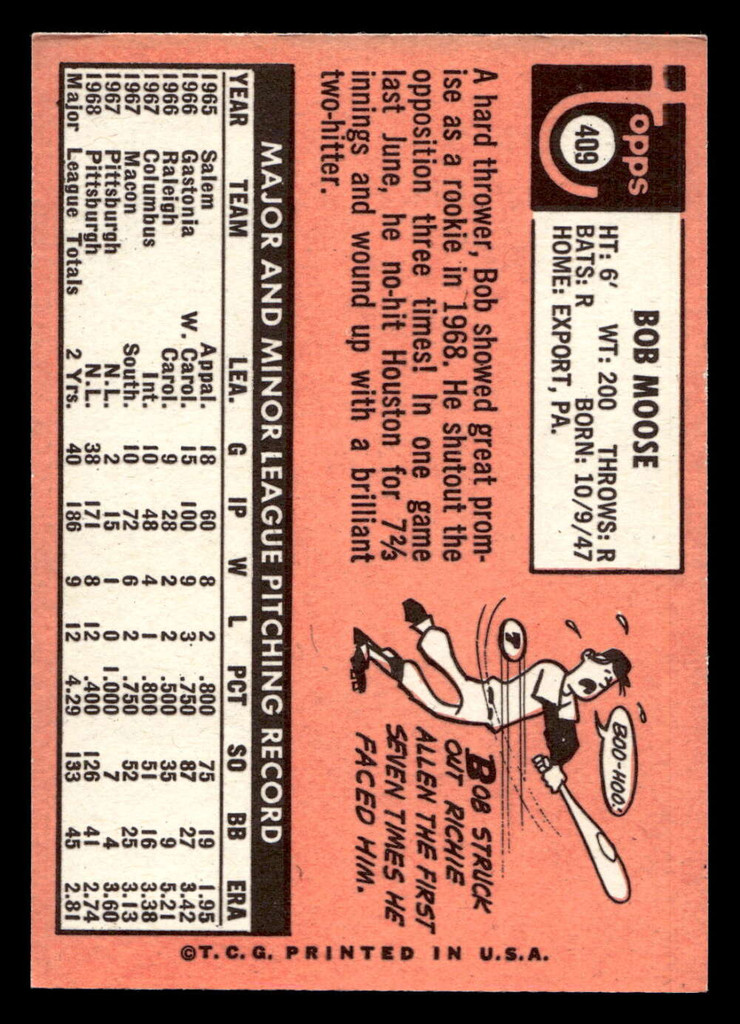 Topps
409
BOB MOOSE
HT: 6' WT: 200 THROWS: R
BATS: R BORN: 10/9/47
HOME: EXPORT, PA.
A hard thrower, Bob showed great prom-
ise as a rookie in 1968. He shutout the
opposition three times! In one game
last June, he no-hit Houston for 7⅔
innings and wound up with a brilliant
two-hitter.
BOO-HOO.
7
BOB STRUCK
OUT RICHIE
ALLEN THE FIRST
SEVEN TIMES HE
FACED HIM.
MAJOR AND MINOR LEAGUE PITCHING RECORD
YEAR TEAM LEA. G IP W L PCT SO BB ERA
1965 Salem Appal. 18 60 8 2 .800 75 19 1.95
1966 Gastonia W. Carol. 15 100 9 3 .750 87 27 3.42
1966 Raleigh Carol. 9 28 2 2 .500 35 9 5.21
1967 Columbus Int. 10 48 4 1 .800 51 16 3.38
1967 Macon South. 10 72 6 2 .750 52 25 3.13
1967 Pittsburgh N.L. 2 15 1 0 1.000 7 4 3.60
1968 Pittsburgh N.L. 38 171 8 12 .400 126 41 2.74
Major League Totals 2 Yrs. 40 186 9 12 4.29 133 45 2.81
©T.C.G. PRINTED IN U.S.A.